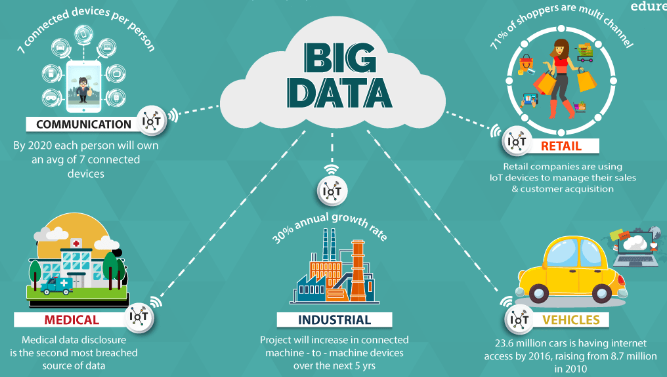 edure
7 connected devices per person
71% of shoppers are multi channel
BIG
DATA
IoT
COMMUNICATION
By 2020 each person will own
an avg of 7 connected
devices
IoT
RETAIL
Retail companies are using
IoT devices to manage their sales
& customer acquisition
IoT
30% annual growth rate
IoT
MEDICAL
Medical data disclosure
is the second most breached
source of data
INDUSTRIAL
Project will increase in connected
machine - to - machine devices
over the next 5 yrs
IoT
VEHICLES
23.6 million cars is having internet
access by 2016, raising from 8.7 million
in 2010